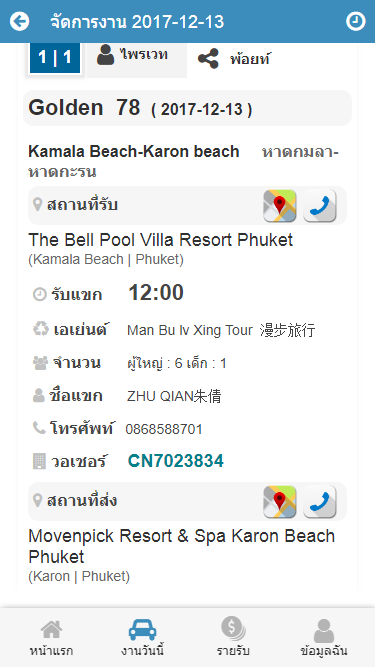 จัดการงาน 2017-12-13
1 | 1 ไพรเวท พ้อยท์
Golden 78 ( 2017-12-13 )
Kamala Beach-Karon beach หาดกมลา-
หาดกะรน
สถานที่รับ
The Bell Pool Villa Resort Phuket
(Kamala Beach | Phuket)
รับแขก 12:00
เอเย่นต์ Man Bu lv Xing Tour 漫步旅行
จำนวน ผู้ใหญ่ : 6 เด็ก : 1
ชื่อแขก ZHU QIAN朱倩
โทรศัพท์ 0868588701
วอเชอร์ CN7023834
สถานที่ส่ง
Movenpick Resort & Spa Karon Beach
Phuket
(Karon | Phuket)
หน้าแรก งานวันนี้ รายรับ ข้อมูลฉัน